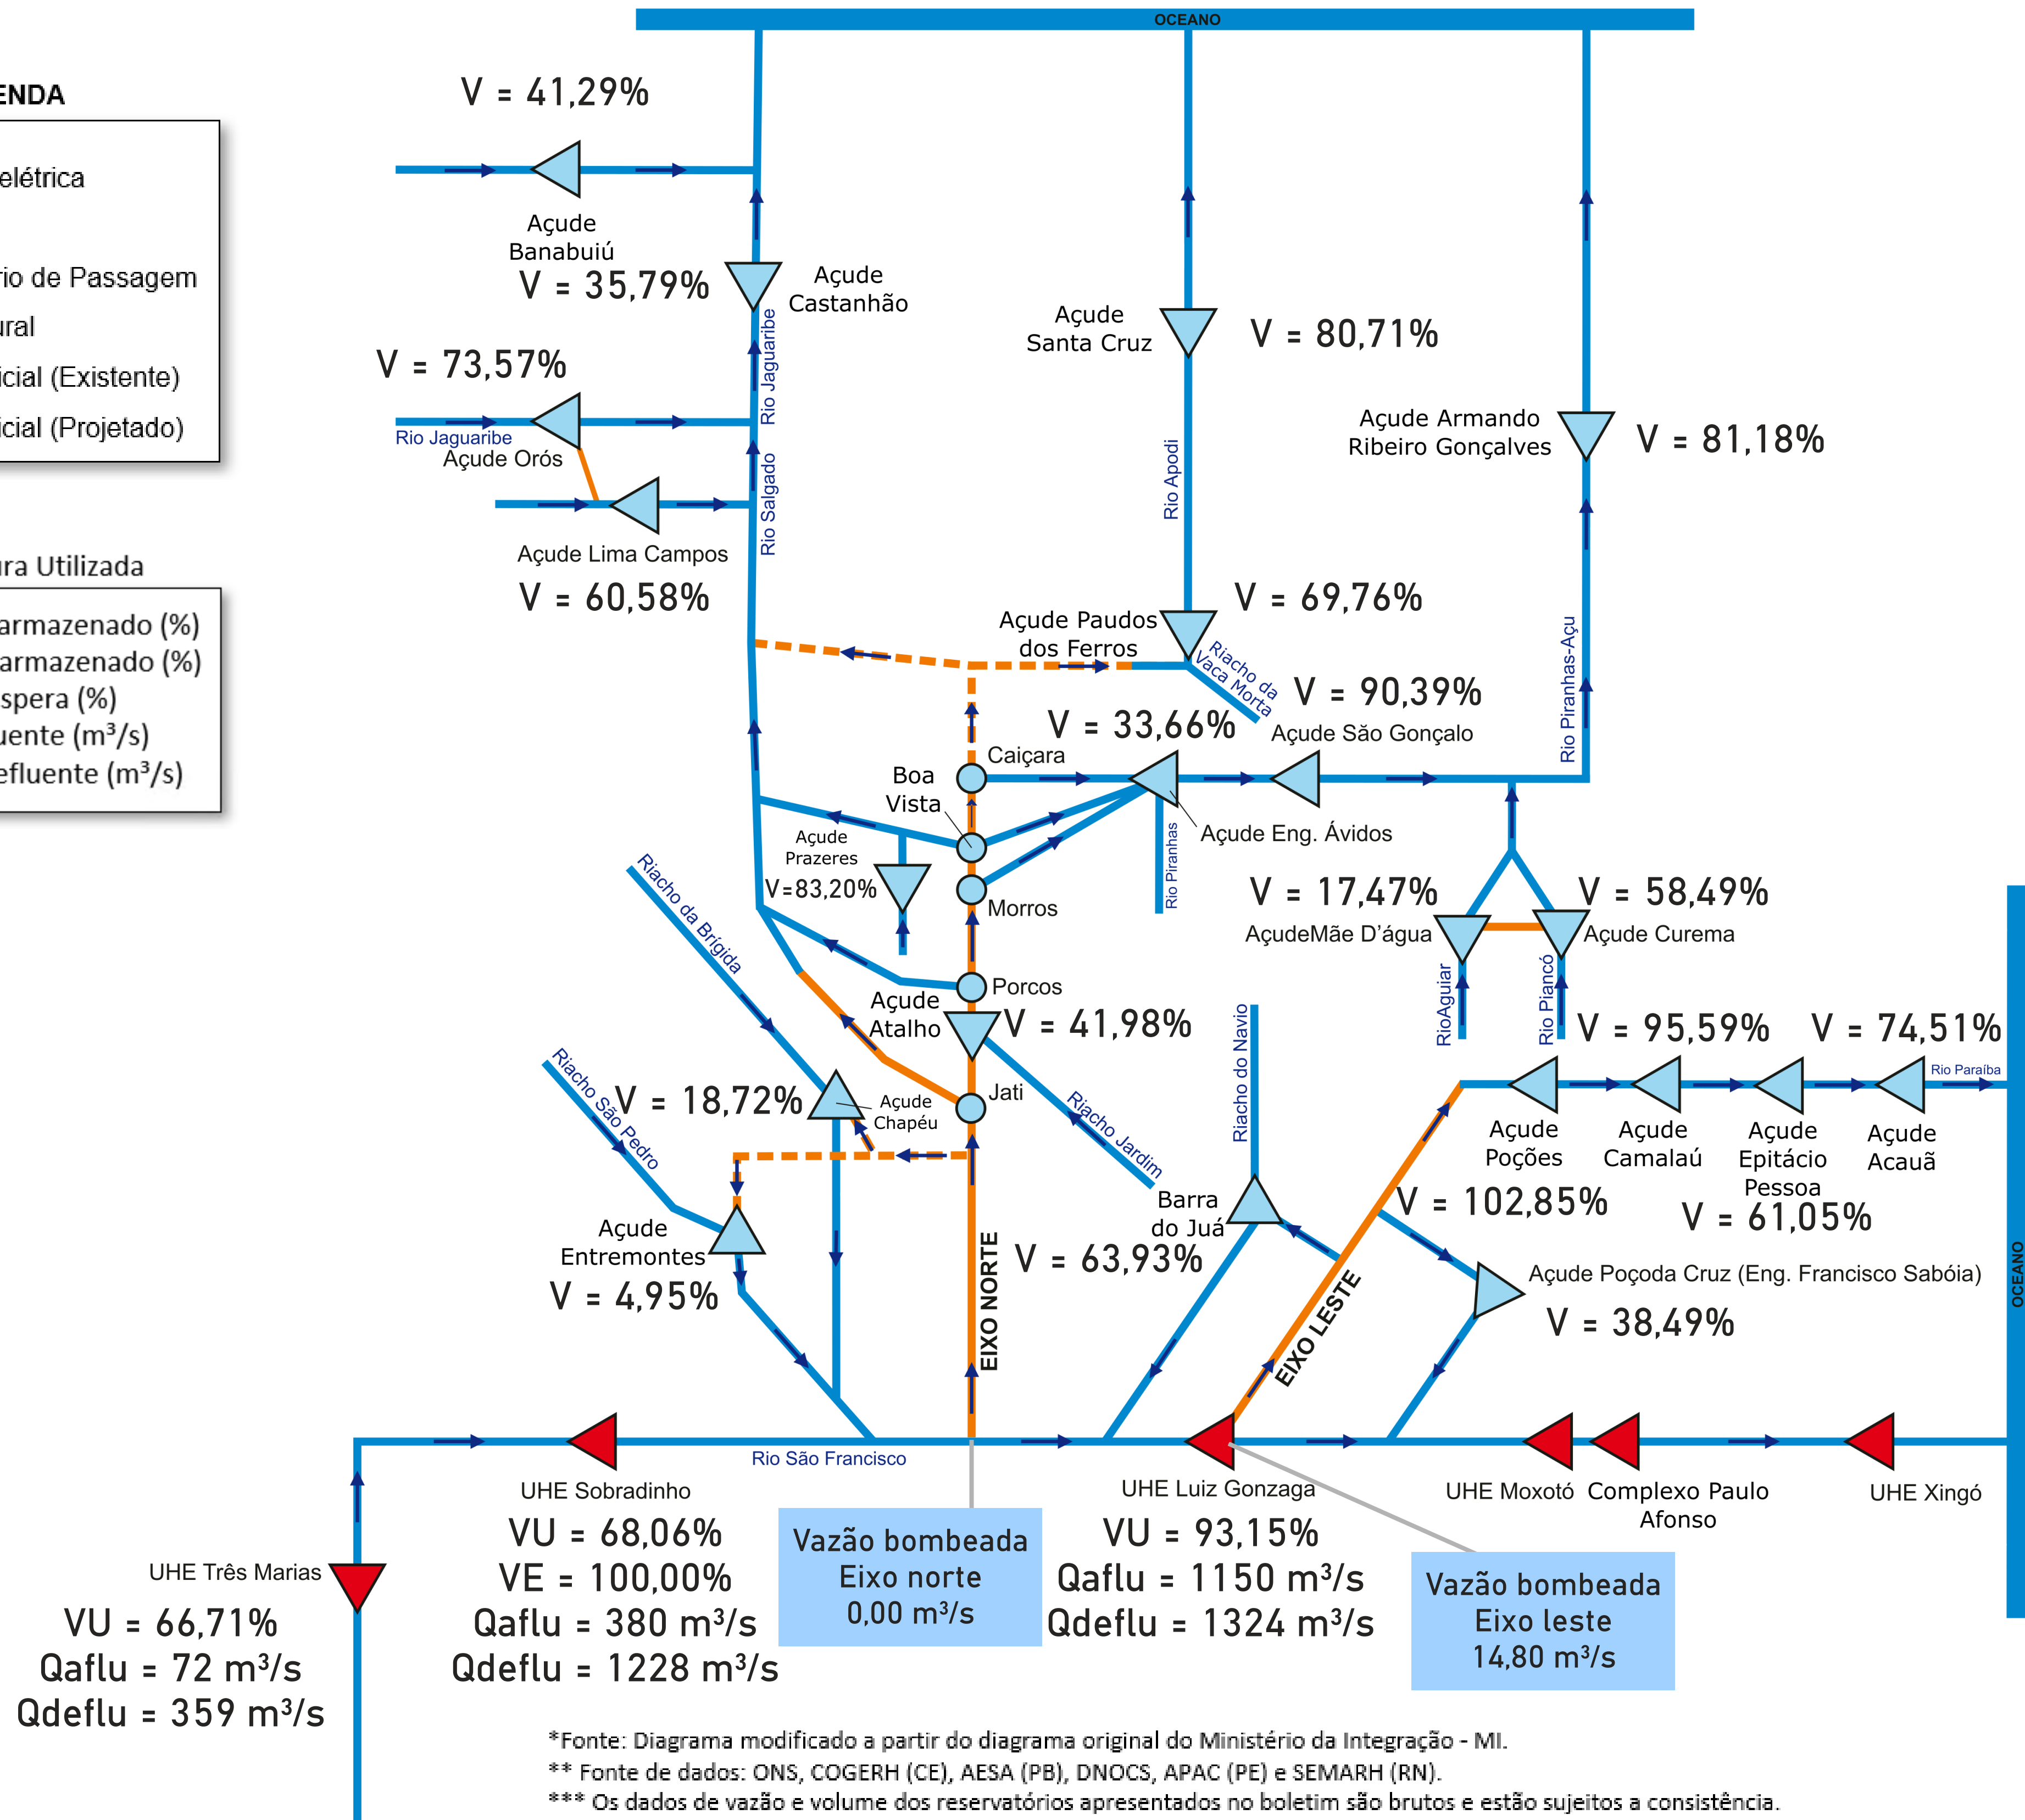 OCEANO
ENDA
elétrica
rio de Passagem
ural
icial (Existente)
icial (Projetado)
ura Utilizada
armazenado (%)
armazenado (%)
spera (%)
uente (m³/s)
efluente (m³/s)
V = 41,29%
Açude
Banabuiú
V = 35,79%
Açude
Castanhão
Rio Jaguaribe
V = 73,57%
Rio Jaguaribe
Açude Orós
Rio Salgado
Açude Lima Campos
V = 60,58%
Açude
Santa Cruz
V = 80,71%
Rio Apodi
Açude Armando
Ribeiro Gonçalves
V = 81,18%
Rio Piranhas-Açu
Açude Paudos
dos Ferros
V = 69,76%
Riacho da
Vaca Morta
V = 90,39%
Açude São Gonçalo
V = 33,66%
Caiçara
Boa
Vista
Açude Eng. Ávidos
Rio Piranhas
Açude
Prazeres
V=83,20%
Morros
V = 17,47%
AçudeMãe D'água
V = 58,49%
Açude Curema
RioAguiar
Rio Piancó
Riacho da Brígida
Porcos
Açude
Atalho
V = 41,98%
Jati
Riacho Jardim
Riacho do Navio
Riacho São Pedro
V = 18,72%
Açude
Chapéu
V = 95,59%
V = 74,51%
Rio Paraíba
Açude
Poções
Açude
Camalaú
Açude
Epitácio
Pessoa
Açude
Acauã
V = 102,85%
V = 61,05%
Barra
do Juá
V = 63,93%
Açude
Entremontes
V = 4,95%
EIXO NORTE
EIXO LESTE
Açude Poçoda Cruz (Eng. Francisco Sabóia)
V = 38,49%
OCEANO
Rio São Francisco
UHE Sobradinho
VU = 68,06%
VE = 100,00%
Qaflu = 380 m³/s
Qdeflu = 1228 m³/s
Vazão bombeada
Eixo norte
0,00 m³/s
UHE Luiz Gonzaga
VU = 93,15%
Qaflu = 1150 m³/s
Qdeflu = 1324 m³/s
Vazão bombeada
Eixo leste
14,80 m³/s
UHE Moxotó
Complexo Paulo
Afonso
UHE Xingó
UHE Três Marias
VU = 66,71%
Qaflu = 72 m³/s
Qdeflu = 359 m³/s
*Fonte: Diagrama modificado a partir do diagrama original do Ministério da Integração - MI.
** Fonte de dados: ONS, COGERH (CE), AESA (PB), DNOCS, APAC (PE) e SEMARH (RN).
*** Os dados de vazão e volume dos reservatórios apresentados no boletim são brutos e estão sujeitos a consistência.